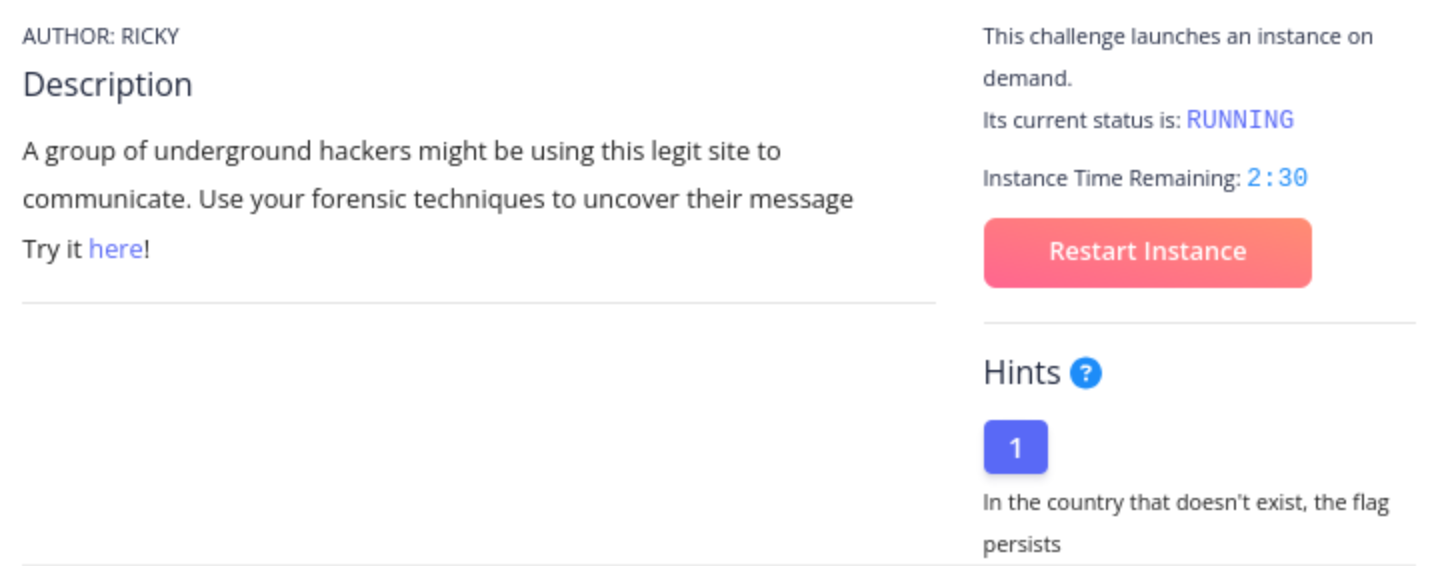 AUTHOR: RICKY
Description
A group of underground hackers might be using this legit site to
communicate. Use your forensic techniques to uncover their message
Try it here!
This challenge launches an instance on
demand.
Its current status is: RUNNING
Instance Time Remaining: 2:30
Restart Instance
Hints ?
1
In the country that doesn't exist, the flag
persists